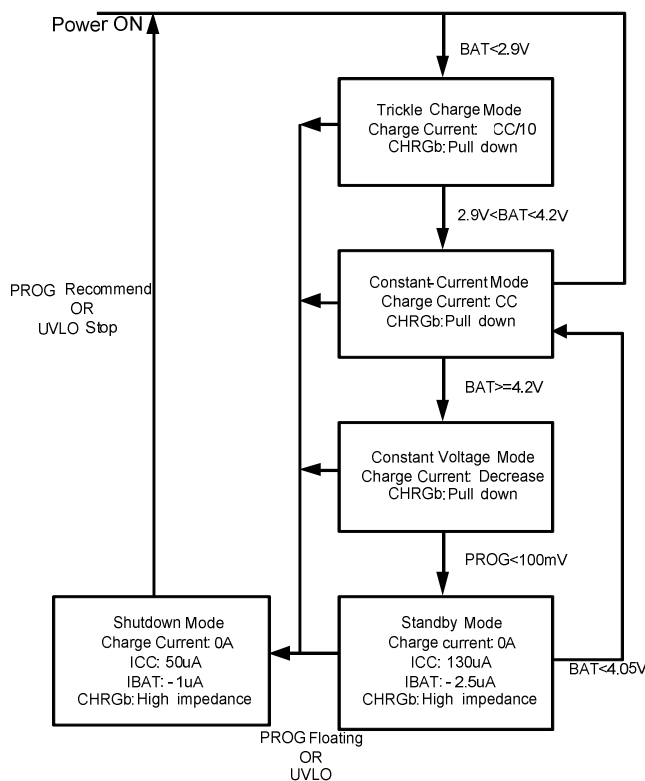 Power ON
BAT<2.9V
Trickle Charge Mode
Charge Current: CC/10
CHRGb: Pull down
2.9V<BAT<4.2V
Constant-Current Mode
Charge Current: CC
CHRGb: Pull down
PROG Recommend
OR
UVLO Stop
BAT>=4.2V
Constant Voltage Mode
Charge Current: Decrease
CHRGb: Pull down
PROG<100mV
Shutdown Mode
Charge Current: 0A
ICC: 50uA
IBAT: -1uA
CHRGb: High impedance
Standby Mode
Charge current: 0A
ICC: 130uA
IBAT: -2.5uA
CHRGb: High impedance
BAT<4.05V
PROG Floating
OR
UVLO